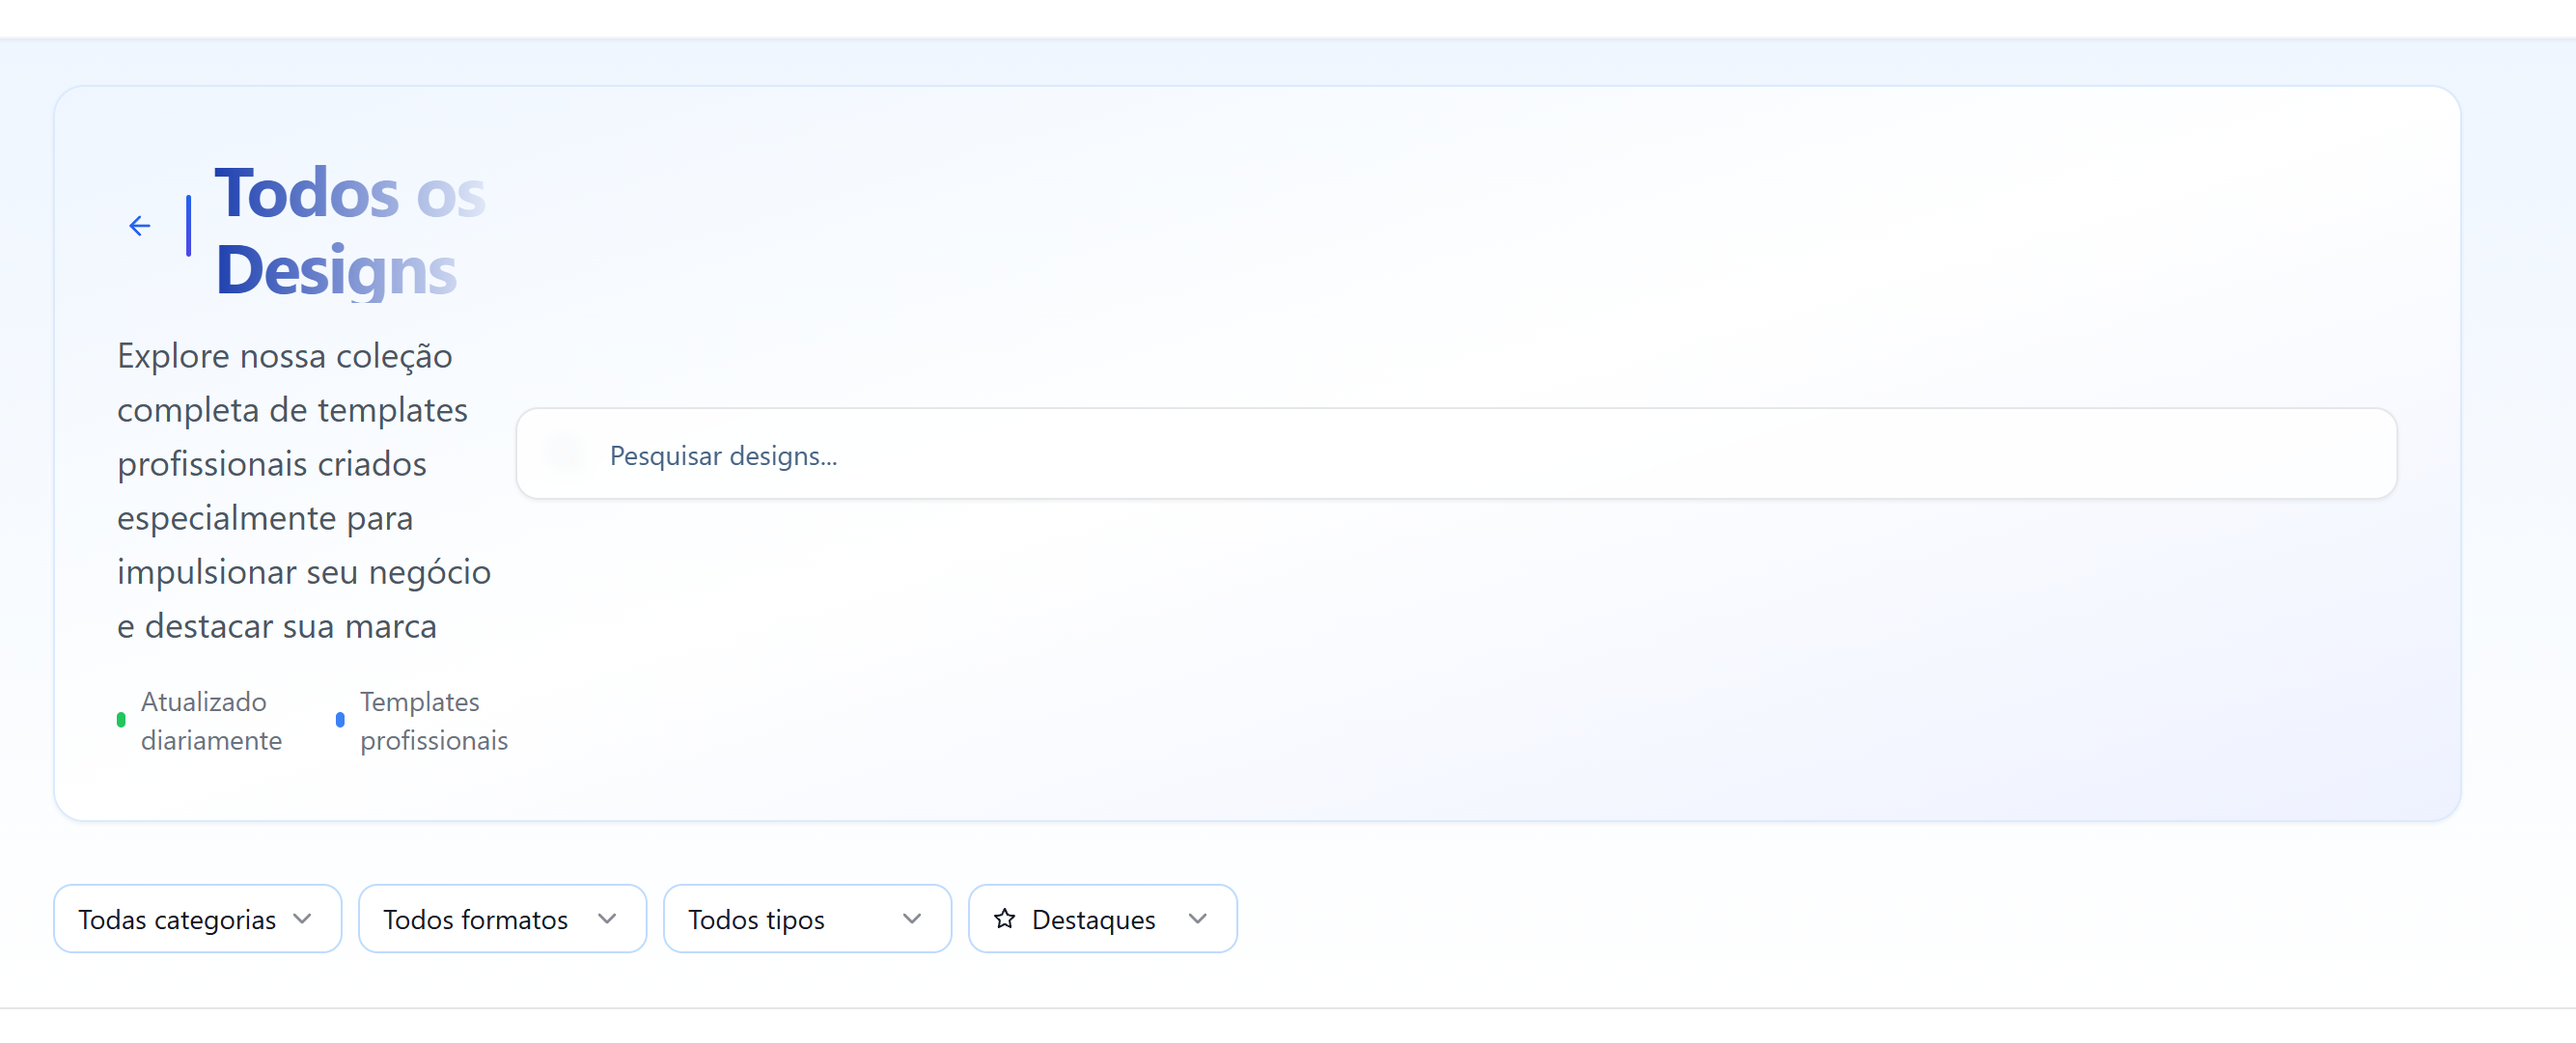 Todos os
Designs
Explore nossa coleção
completa de templates
profissionais criados
especialmente para
impulsionar seu negócio
e destacar sua marca
Atualizado
diariamente
Templates
profissionais
Pesquisar designs...
Todas categorias
Todos formatos
Todos tipos
Destaques